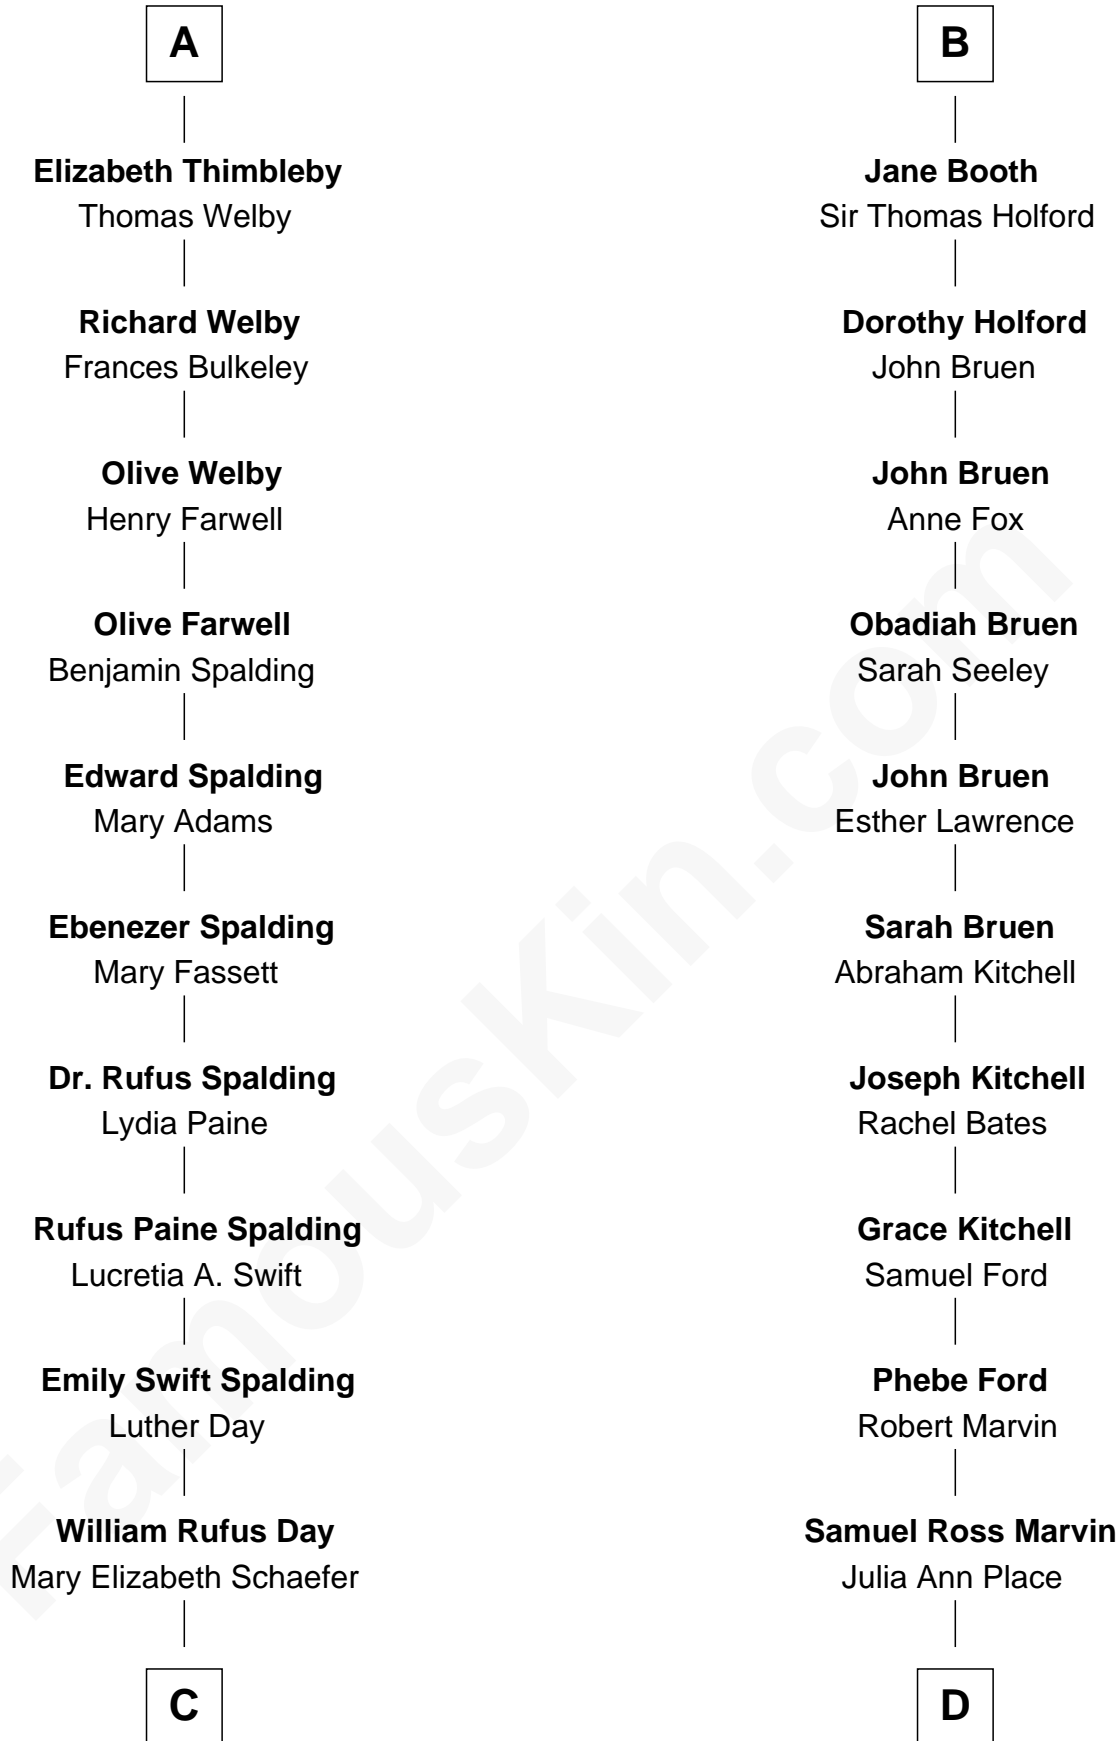 A
Elizabeth Thimbleby
Thomas Welby
Richard Welby
Frances Bulkeley
Olive Welby
Henry Farwell
Olive Farwell
Benjamin Spalding
Edward Spalding
Mary Adams
Ebenezer Spalding
Mary Fassett
Dr. Rufus Spalding
Lydia Paine
Rufus Paine Spalding
Lucretia A. Swift
Emily Swift Spalding
Luther Day
William Rufus Day
Mary Elizabeth Schaefer
C
B
Jane Booth
Sir Thomas Holford
Dorothy Holford
John Bruen
John Bruen
Anne Fox
Obadiah Bruen
Sarah Seeley
John Bruen
Esther Lawrence
Sarah Bruen
Abraham Kitchell
Joseph Kitchell
Rachel Bates
Grace Kitchell
Samuel Ford
Phebe Ford
Robert Marvin
Samuel Ross Marvin
Julia Ann Place
D
FamousKin.com